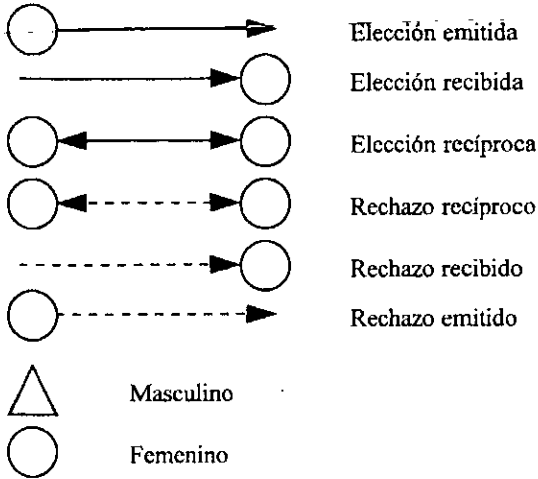 Elección emitida
Elección recibida
Elección recíproca
Rechazo recíproco
Rechazo recibido
Rechazo emitido
Masculino
Femenino